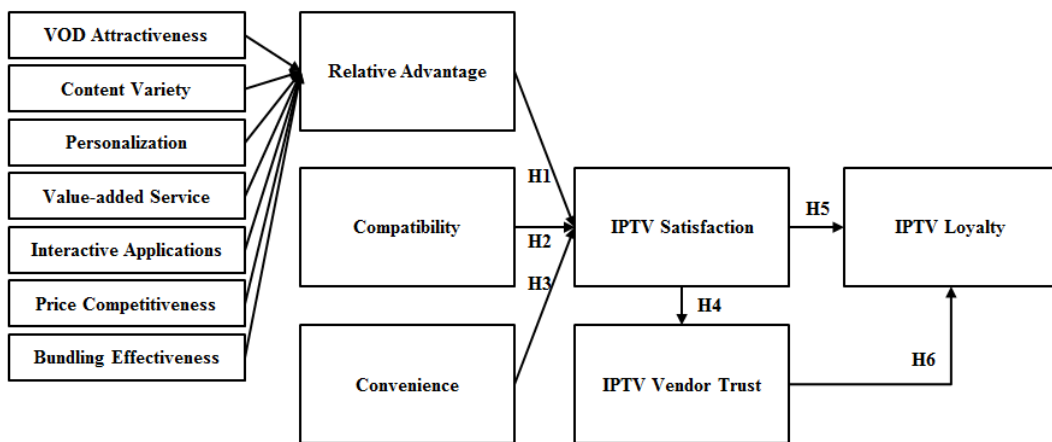 VOD Attractiveness
Content Variety
Personalization
Value-added Service
Interactive Applications
Price Competitiveness
Bundling Effectiveness
Relative Advantage
Compatibility
Convenience
H1
H2
H3
IPTV Satisfaction
H4
IPTV Vendor Trust
H5
H6
IPTV Loyalty